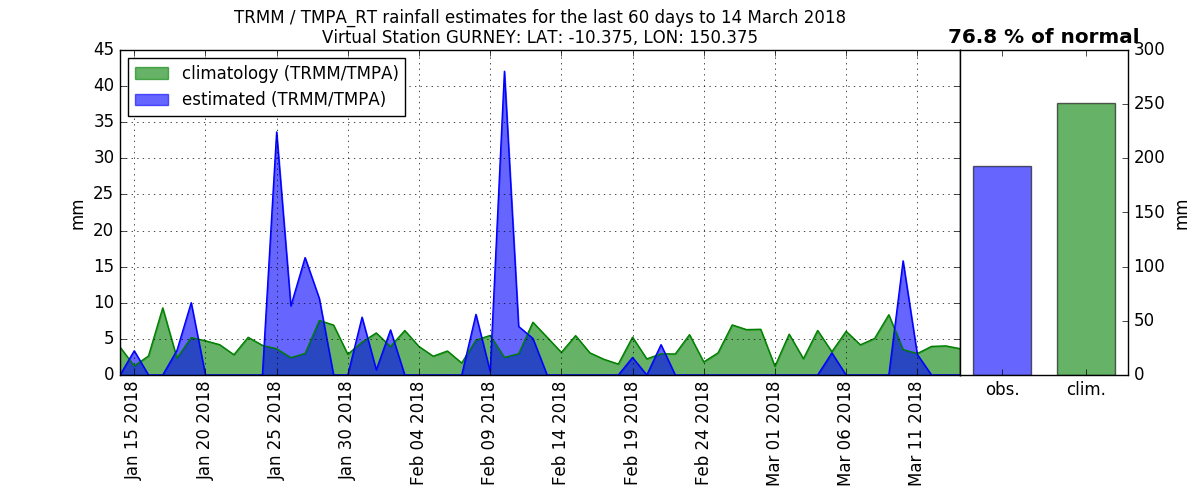 TRMM / TMPA_RT rainfall estimates for the last 60 days to 14 March 2018
Virtual Station GURNEY: LAT: -10.375, LON: 150.375
76.8 % of normal
climatology (TRMM/TMPA)
estimated (TRMM/TMPA)
45
40
35
30
25
20
15
10
5
0
mm
Jan 15 2018
Jan 20 2018
Jan 25 2018
Jan 30 2018
Feb 04 2018
Feb 09 2018
Feb 14 2018
Feb 19 2018
Feb 24 2018
Mar 01 2018
Mar 06 2018
Mar 11 2018
obs.
clim.
300
250
200
150
100
50
0
mm